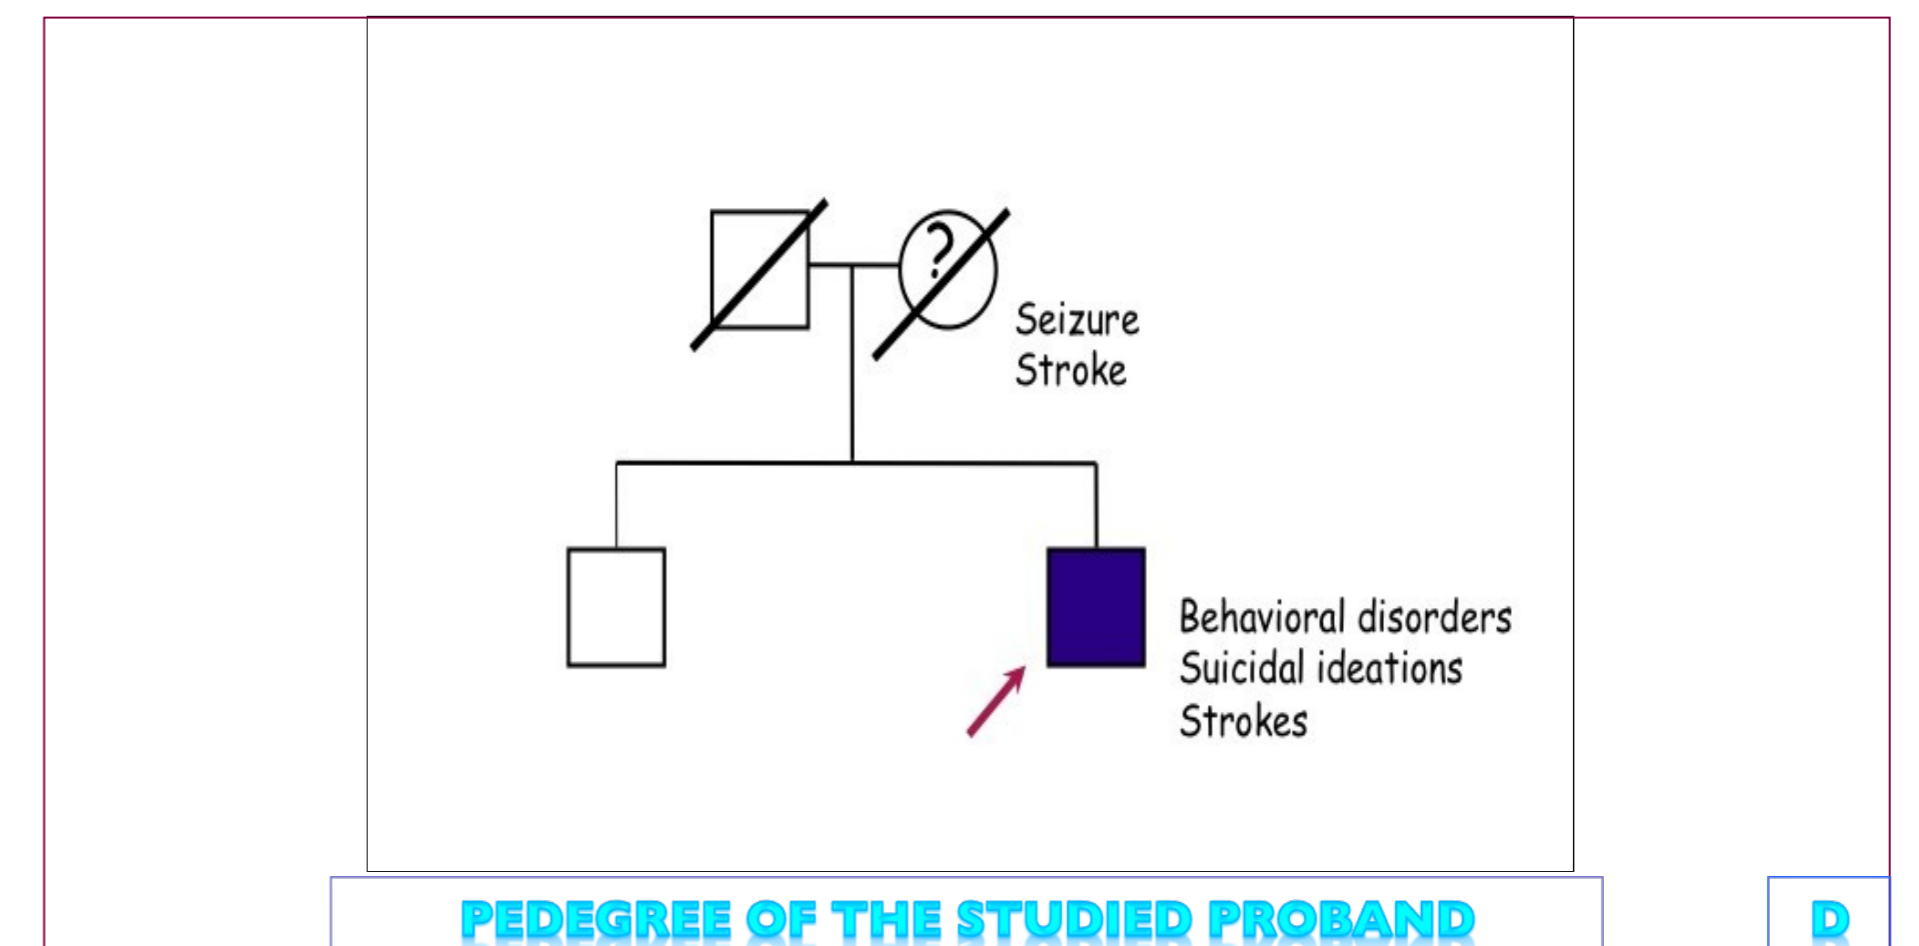 ?
Seizure
Stroke
Behavioral disorders
Suicidal ideations
Strokes
PEDEGREE OF THE STUDIED PROBAND
D